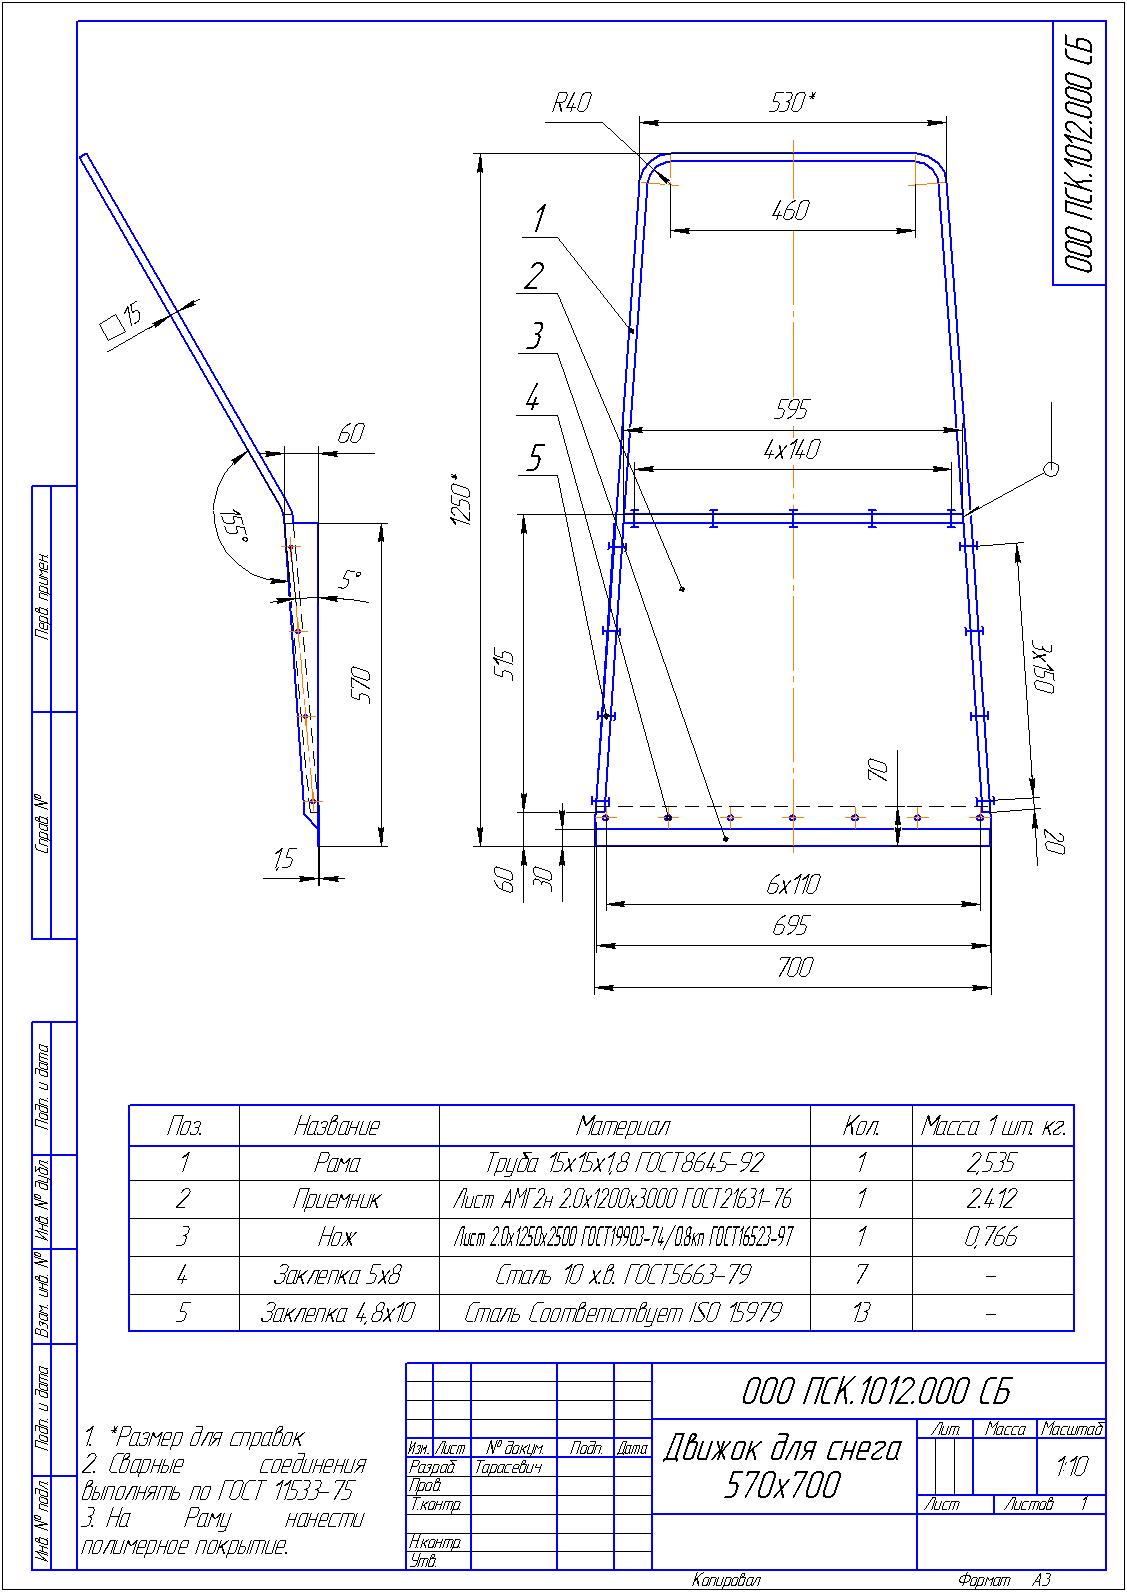 ООО ПСК.1012.000 СБ
R40
530*
460
1
2
3
4
5
□15
60
155°
5°
570
1,5
1250*
595
4x140
515
3x150
70
20
60
30
6x110
695
700
Перв. примен.
Справ. №
Подп. и дата
Инв. № дубл.
Взам. инв. №
Подп. и дата
Инв. № подл.
Поз. Название Материал Кол. Масса 1 шт. кг.
1 Рама Труба 15x15x1,8 ГОСТ8645-92 1 2,535
2 Приемник Лист АМГ2н 2.0x1200x3000 ГОСТ21631-76 1 2.412
3 Нож Лист 2.0x1250x2500 ГОСТ19903-74/0.8кп ГОСТ16523-97 1 0,766
4 Заклепка 5x8 Сталь 10 х.в. ГОСТ5663-79 7 -
5 Заклепка 4,8x10 Сталь Соответствует ISO 15979 13 -
1. *Размер для справок
2. Сварные соединения
выполнять по ГОСТ 11533-75
3. На Раму нанести
полимерное покрытие.
ООО ПСК.1012.000 СБ
Изм. Лист № докум. Подп. Дата
Разраб. Тарасевич
Пров.
Т.контр.
Н.контр.
Утв.
Движок для снега
570x700
Лит. Масса Масштаб
1:10
Лист Листов 1
Копировал Формат А3